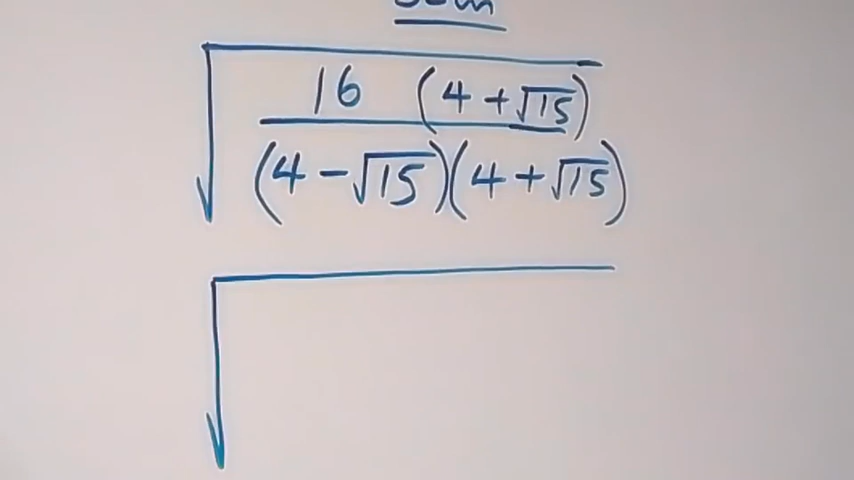 16 (4 + √15)
(4 - √15)(4 + √15)